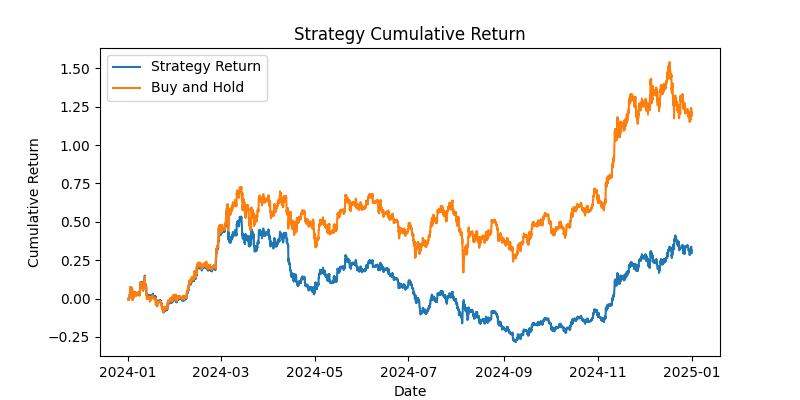 Strategy Cumulative Return
Strategy Return
Buy and Hold
Cumulative Return
1.50
1.25
1.00
0.75
0.50
0.25
0.00
−0.25
2024-01 2024-03 2024-05 2024-07 2024-09 2024-11 2025-01
Date